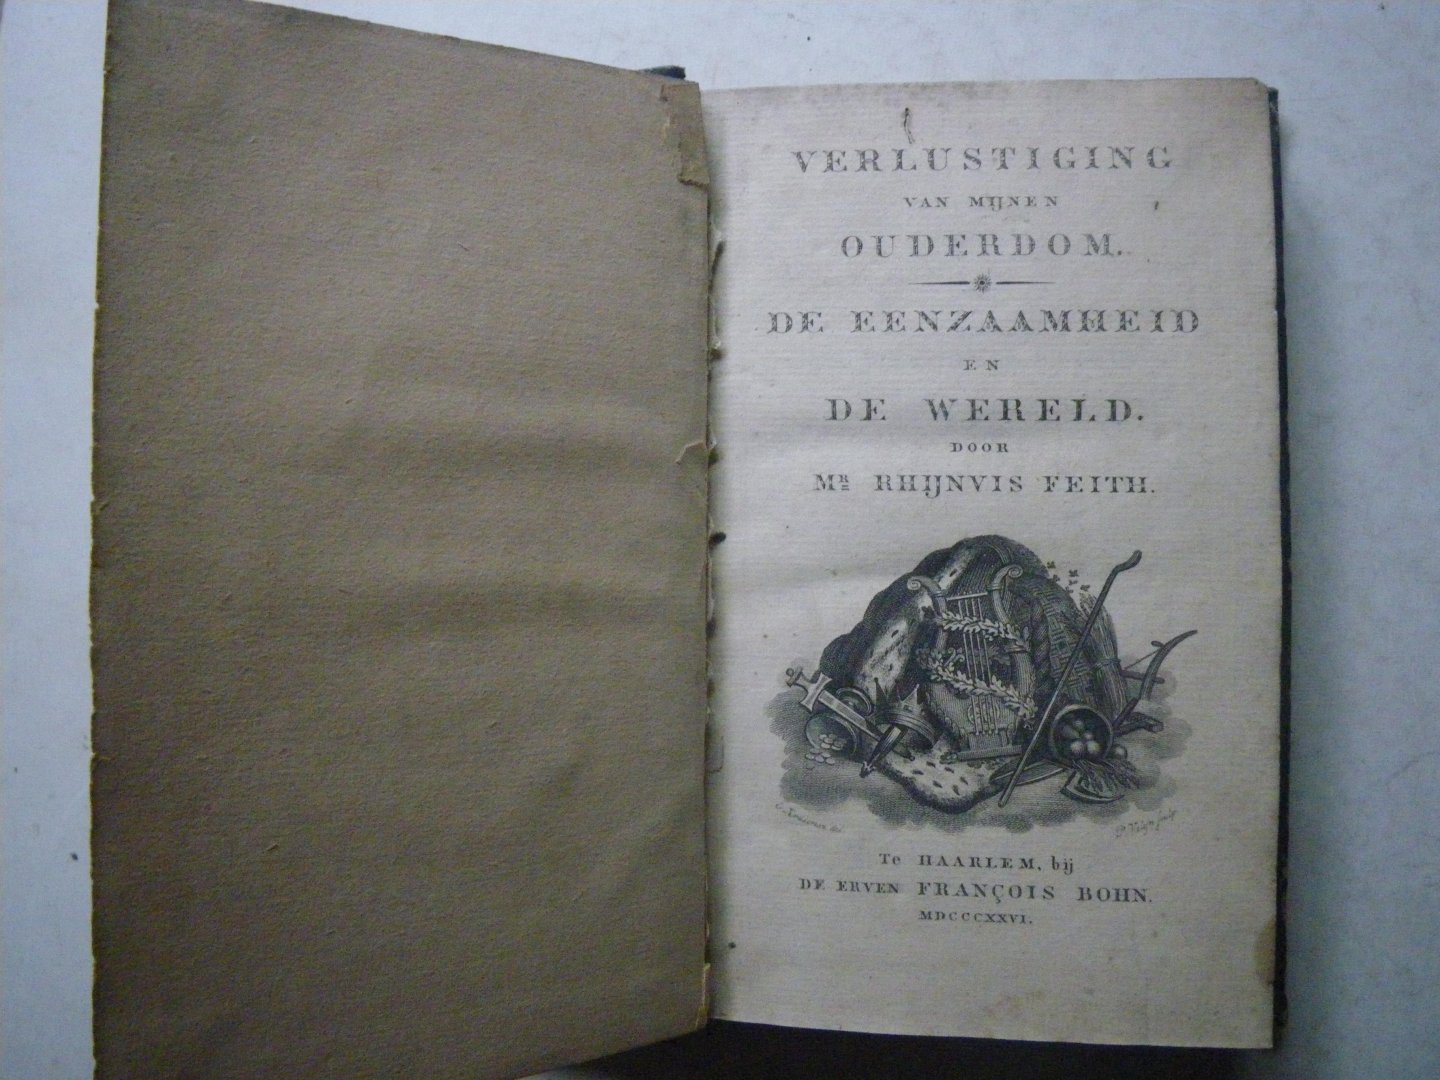 VERLUSTIGING
VAN MIJNEN
OUDERDOM.
DE EENZAAMHEID
EN
DE WERELD.
DOOR
MR RHIJNVIS FEITH.
Te HAARLEM, bij
DE ERVEN FRANÇOIS BOHN.
MDCCCXXVI.